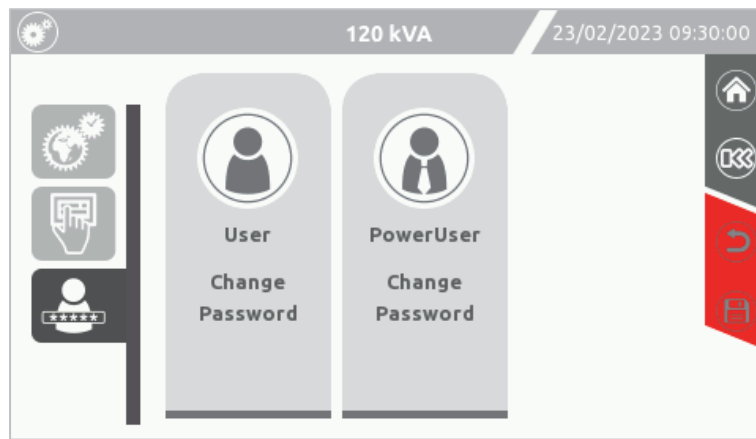 120 kVA
23/02/2023 09:30:00
User
Change
Password
PowerUser
Change
Password
*****